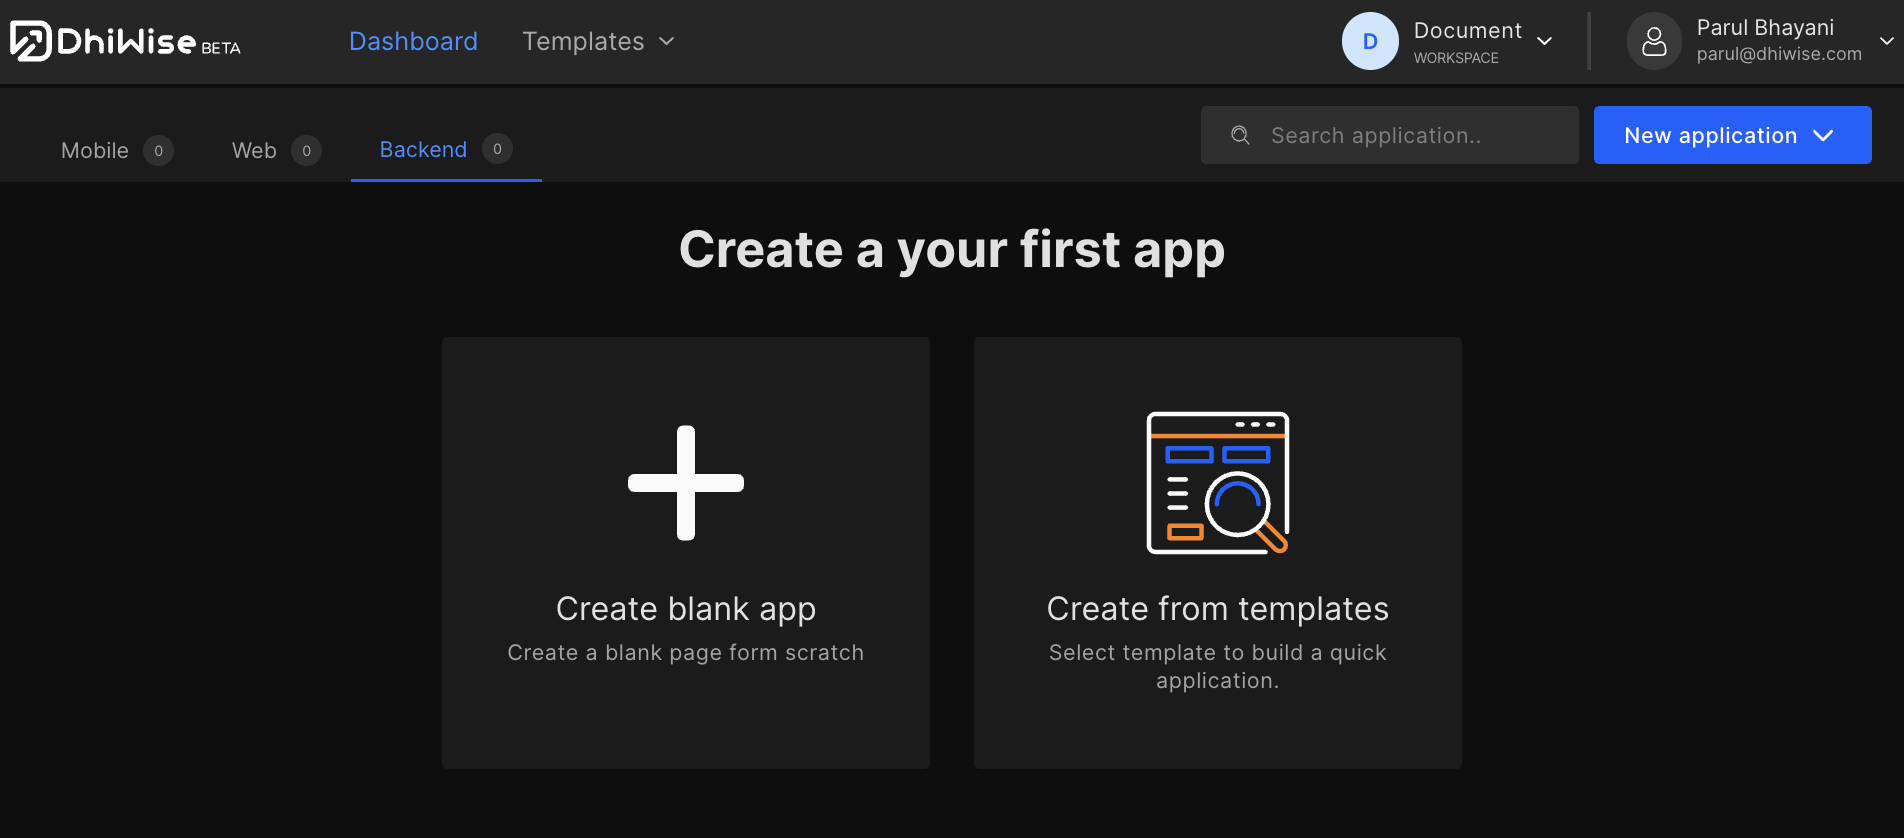 DhiWise BETA
Dashboard
Templates
D
Document
WORKSPACE
Parul Bhayani
parul@dhiwise.com
Mobile 0
Web 0
Backend 0
Search application..
New application
Create a your first app
Create blank app
Create a blank page form scratch
Create from templates
Select template to build a quick
application.